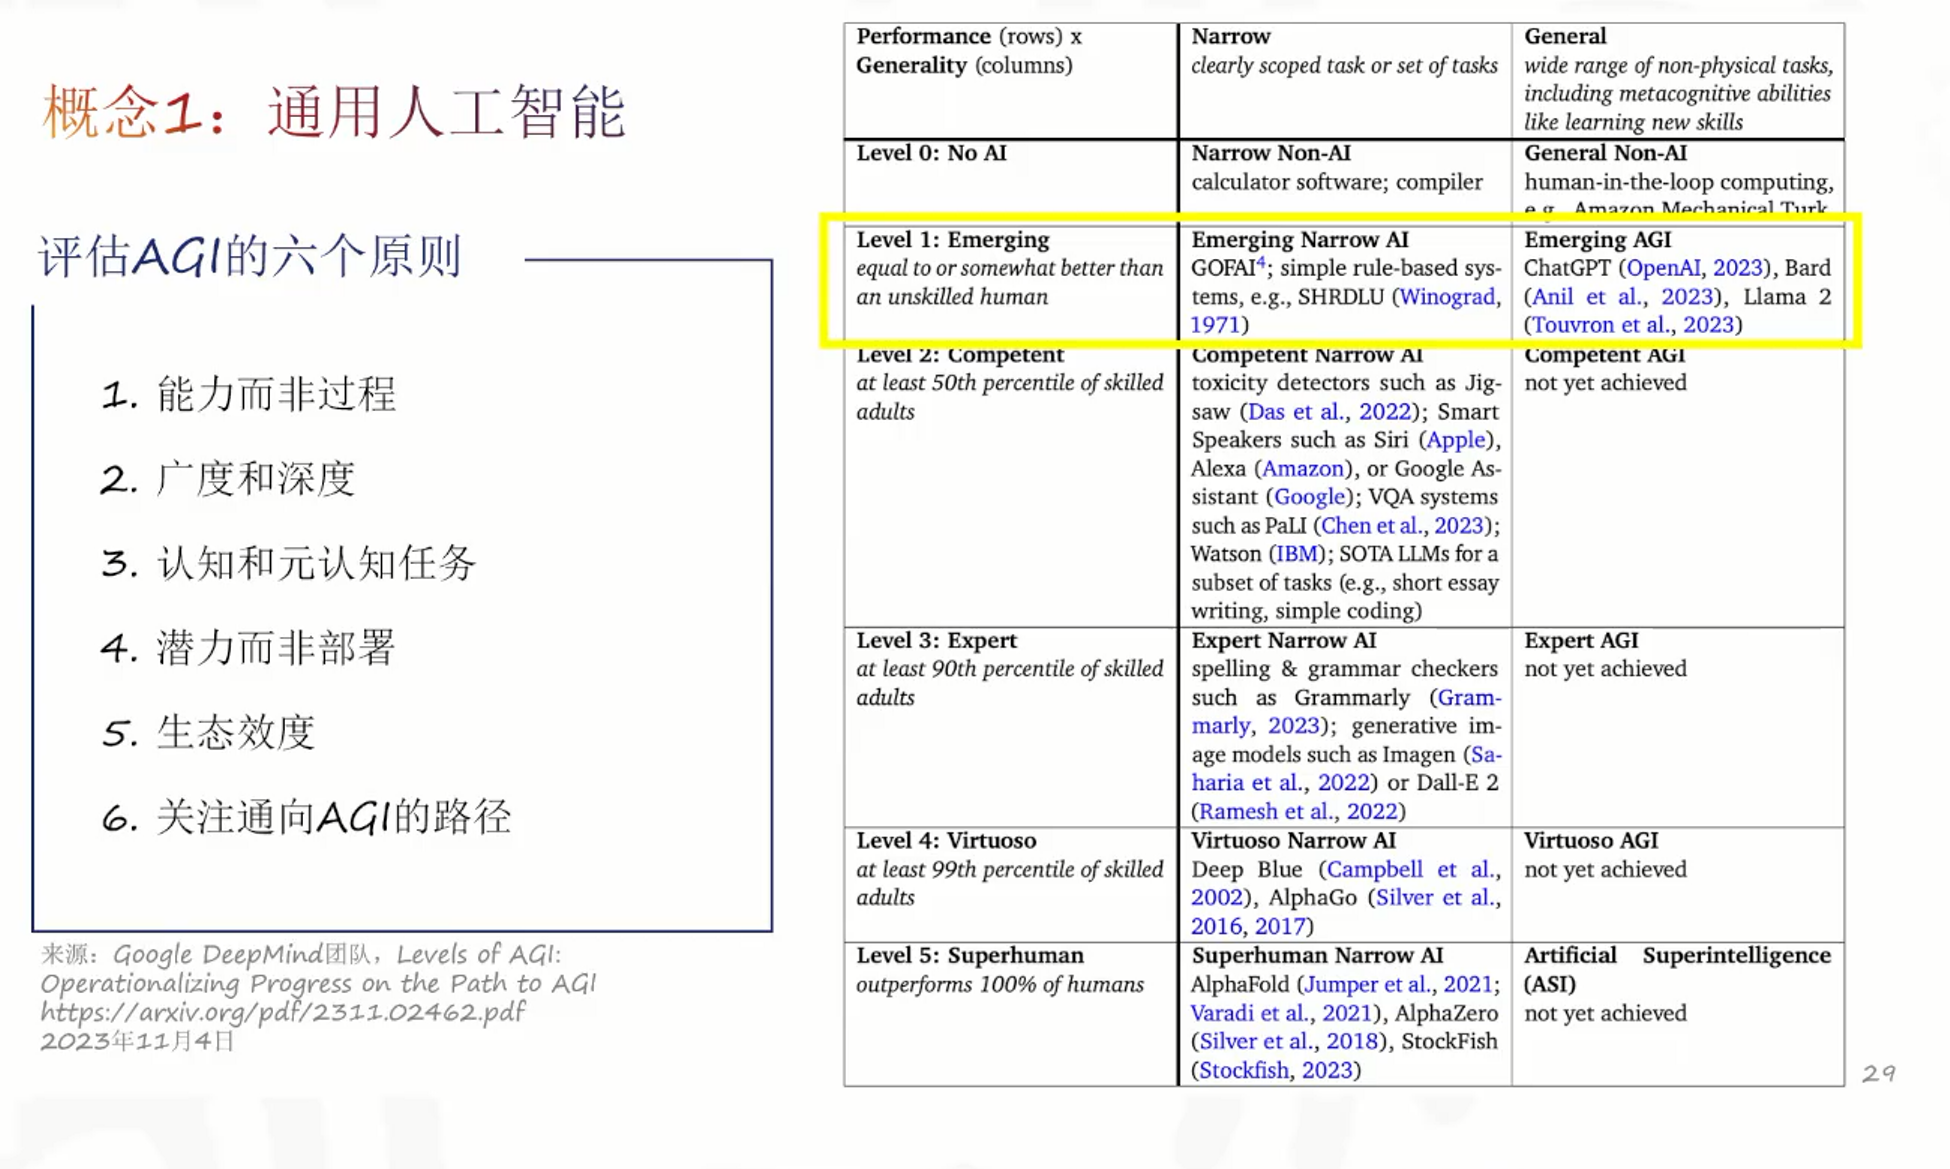 概念1：通用人工智能
评估AGI的六个原则
1. 能力而非过程
2. 广度和深度
3. 认知和元认知任务
4. 潜力而非部署
5. 生态效度
6. 关注通向AGI的路径
来源：Google DeepMind团队，Levels of AGI:
Operationalizing Progress on the Path to AGI
https://arxiv.org/pdf/2311.02462.pdf
2023年11月4日
Performance (rows) x
Generality (columns)
Narrow
clearly scoped task or set of tasks
General
wide range of non-physical tasks,
including metacognitive abilities
like learning new skills
Level 0: No AI
Narrow Non-AI
calculator software; compiler
General Non-AI
human-in-the-loop computing,
e.g., Amazon Mechanical Turk
Level 1: Emerging
equal to or somewhat better than
an unskilled human
Emerging Narrow AI
GOFAI4; simple rule-based sys-
tems, e.g., SHRDLU (Winograd,
1971)
Emerging AGI
ChatGPT (OpenAI, 2023), Bard
(Anil et al., 2023), Llama 2
(Touvron et al., 2023)
Level 2: Competent
at least 50th percentile of skilled
adults
Competent Narrow AI
toxicity detectors such as Jig-
saw (Das et al., 2022); Smart
Speakers such as Siri (Apple),
Alexa (Amazon), or Google As-
sistant (Google); VQA systems
such as PaLI (Chen et al., 2023);
Watson (IBM); SOTA LLMs for a
subset of tasks (e.g., short essay
writing, simple coding)
Competent AGI
not yet achieved
Level 3: Expert
at least 90th percentile of skilled
adults
Expert Narrow AI
spelling & grammar checkers
such as Grammarly (Gram-
marly, 2023); generative im-
age models such as Imagen (Sa-
haria et al., 2022) or Dall-E 2
(Ramesh et al., 2022)
Expert AGI
not yet achieved
Level 4: Virtuoso
at least 99th percentile of skilled
adults
Virtuoso Narrow AI
Deep Blue (Campbell et al.,
2002), AlphaGo (Silver et al.,
2016, 2017)
Virtuoso AGI
not yet achieved
Level 5: Superhuman
outperforms 100% of humans
Superhuman Narrow AI
AlphaFold (Jumper et al., 2021;
Varadi et al., 2021), AlphaZero
(Silver et al., 2018), StockFish
(Stockfish, 2023)
Artificial Superintelligence
(ASI)
not yet achieved
29